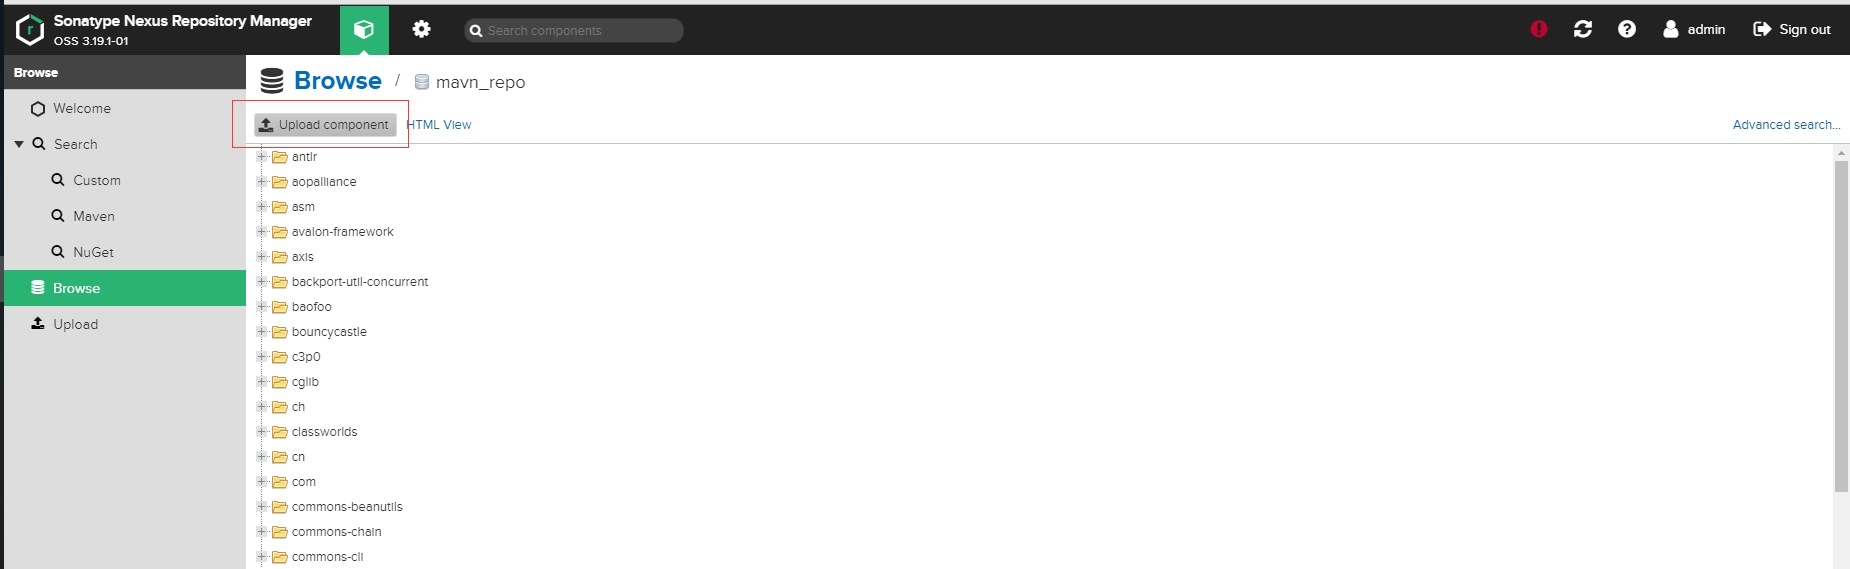 Sonatype Nexus Repository Manager
OSS 3.19.1-01
Search components
admin
Sign out
Browse
Welcome
Search
Custom
Maven
NuGet
Browse
Upload
Browse / mavn_repo
Upload component
HTML View
Advanced search...
antlr
aopalliance
asm
avalon-framework
axis
backport-util-concurrent
baofoo
bouncycastle
c3p0
cglib
ch
classworlds
cn
com
commons-beanutils
commons-chain
commons-cli